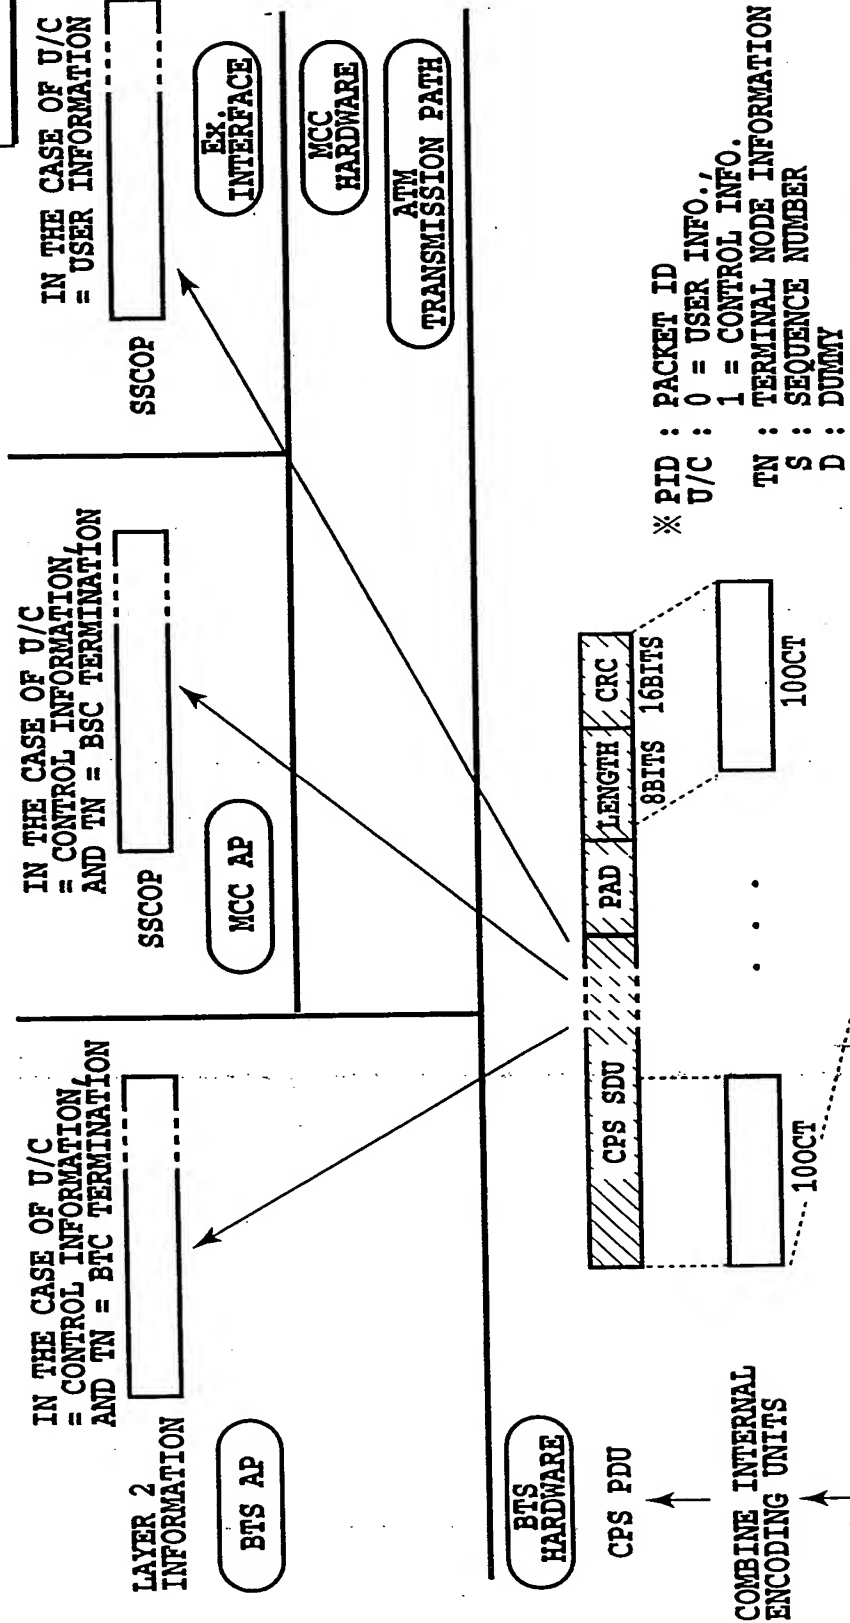 IN THE CASE OF U/C
= CONTROL INFORMATION,
AND TN = BTC TERMINATION
LAYER 2
INFORMATION
BTS AP
IN THE CASE OF U/C
= CONTROL INFORMATION,
AND TN = BSC TERMINATION
SSCOP
MCC AP
IN THE CASE OF U/C
= USER INFORMATION
SSCOP
EX.
INTERFACE
MCC
HARDWARE
ATM
TRANSMISSION PATH
BTS
HARDWARE
CPS PDU
CPS SDU
PAD
LENGTH
CRC
8BITS
16BITS
COMBINE INTERNAL
ENCODING UNITS
10OCT
. . .
10OCT
※ PID : PACKET ID
U/C : 0 = USER INFO.,
1 = CONTROL INFO.
TN : TERMINAL NODE INFORMATION
S : SEQUENCE NUMBER
D : DUMMY